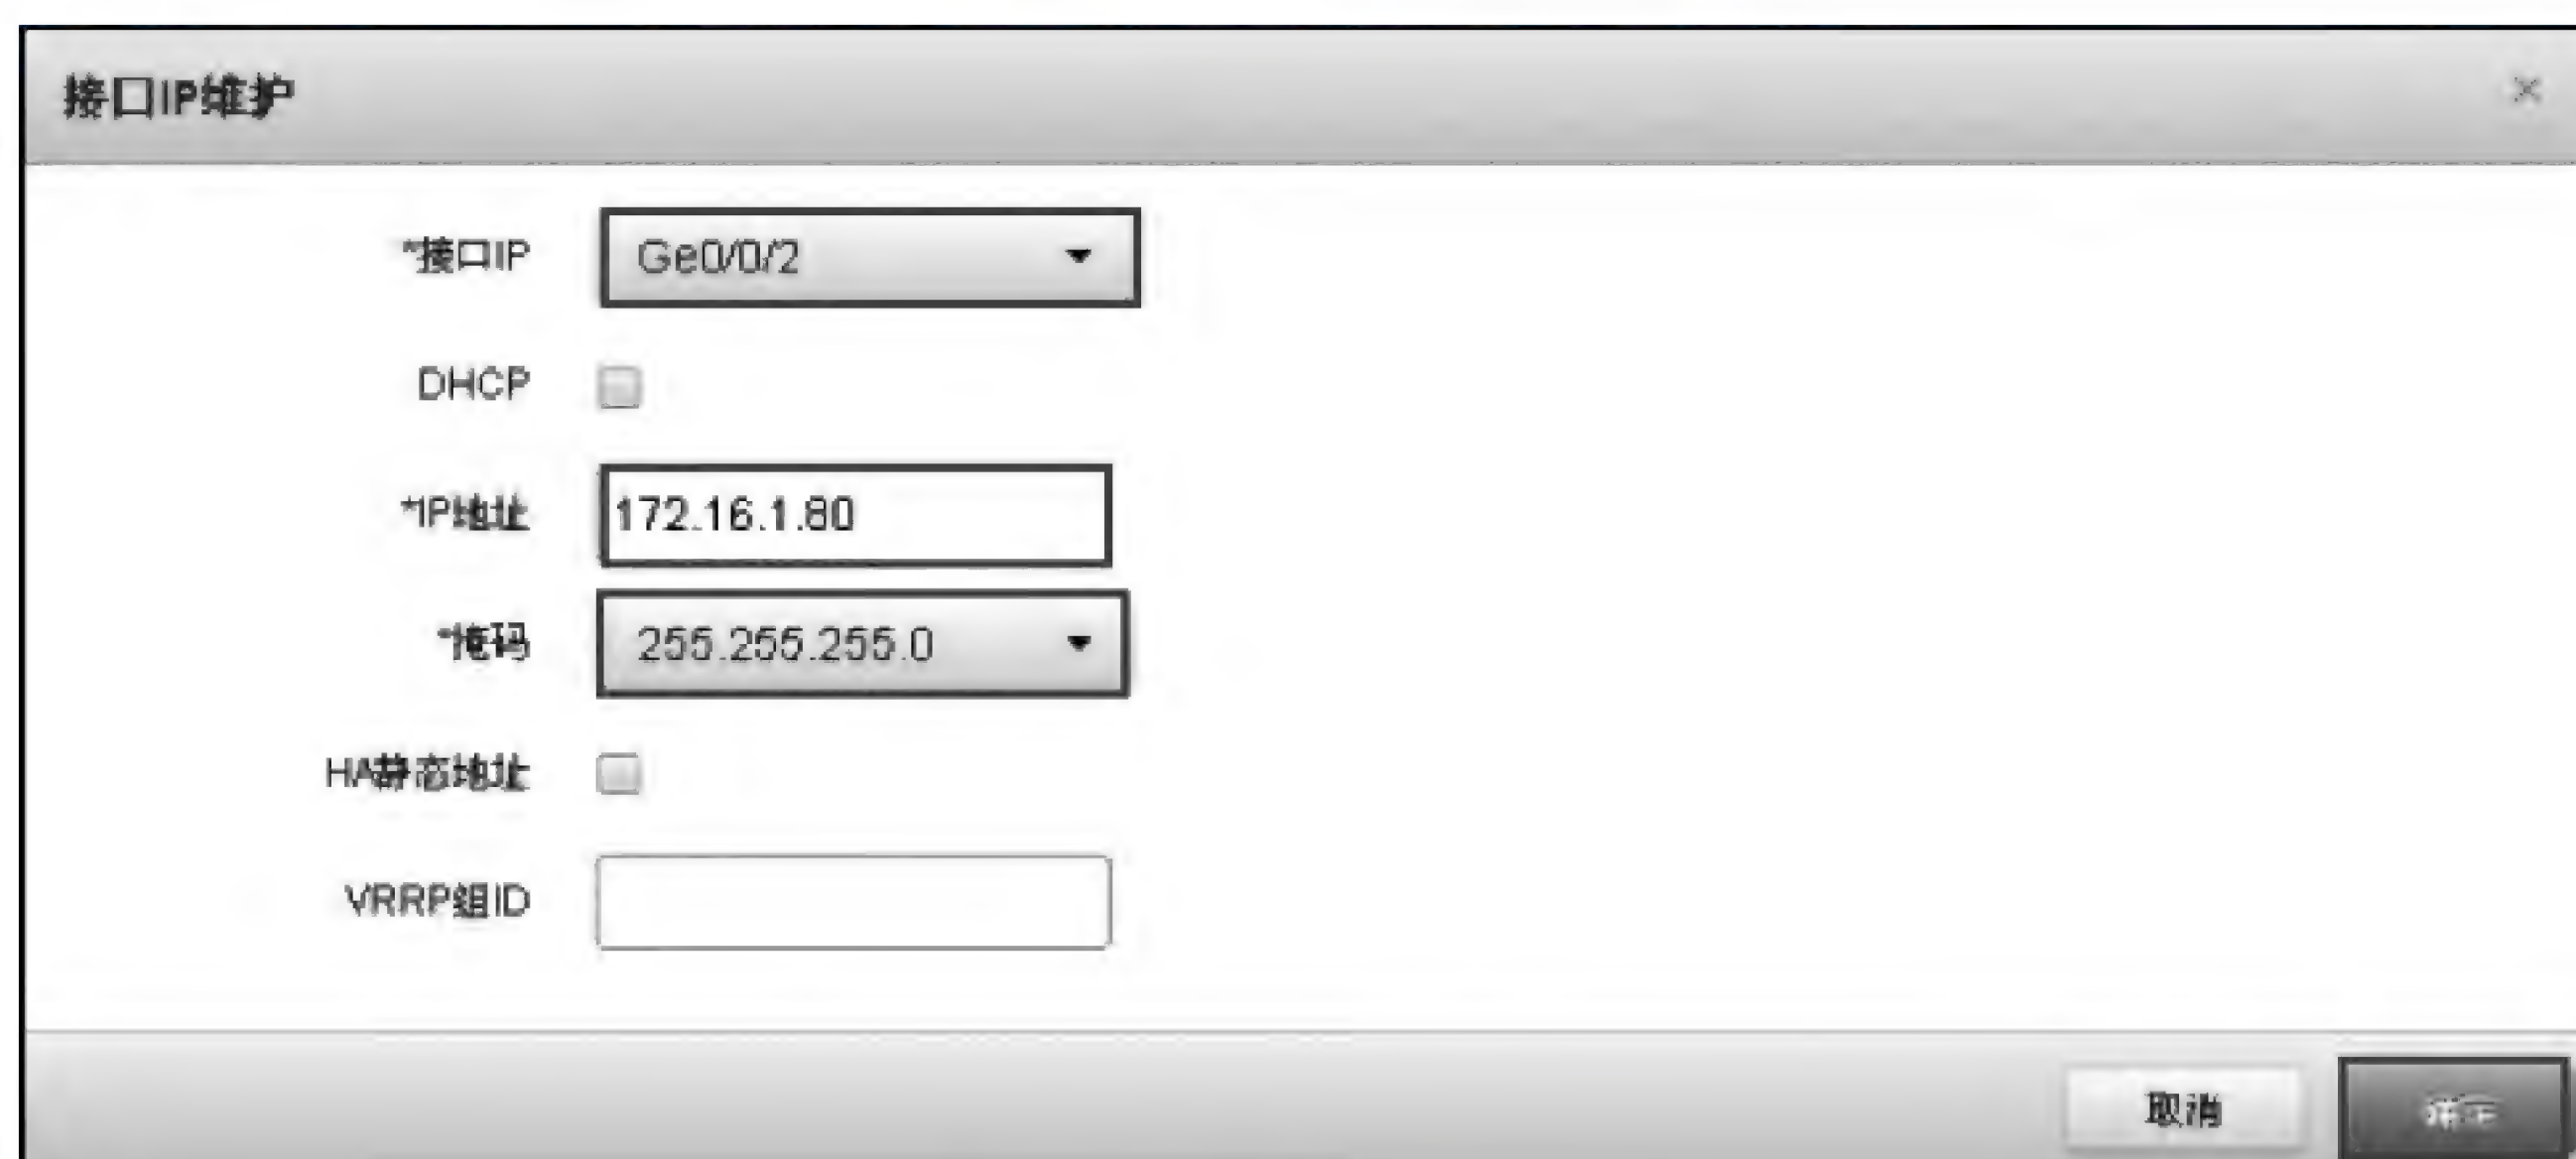 接口IP维护 ×
*接口IP Ge0/0/2
DHCP
*IP地址 172.16.1.80
*掩码 255.255.255.0
HA静态地址
VRRP组ID
取消